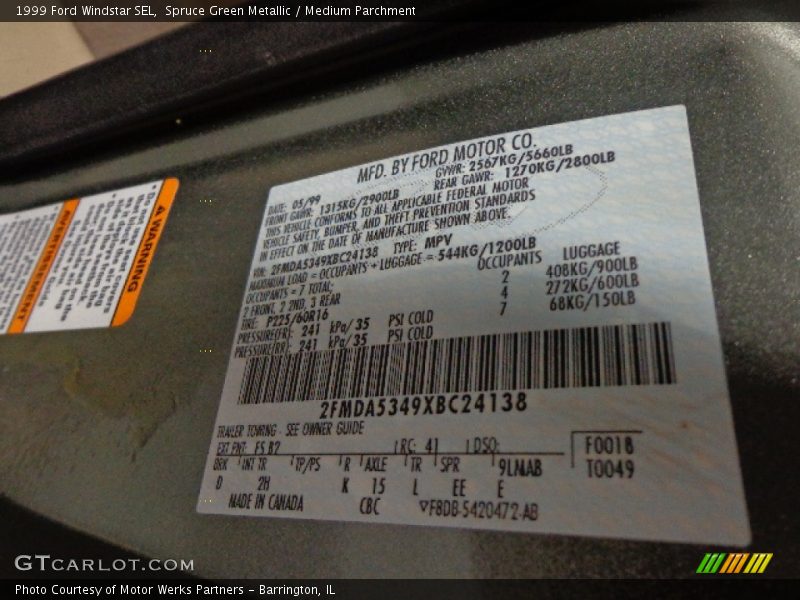 1999 Ford Windstar SEL, Spruce Green Metallic / Medium Parchment
MFD. BY FORD MOTOR CO.
DATE: 05/99 GVWR: 2567KG/5660LB
FRONT GAWR: 1315KG/2900LB REAR GAWR: 1270KG/2800LB
THIS VEHICLE CONFORMS TO ALL APPLICABLE FEDERAL MOTOR
VEHICLE SAFETY, BUMPER, AND THEFT PREVENTION STANDARDS
IN EFFECT ON THE DATE OF MANUFACTURE SHOWN ABOVE.
VIN: 2FMDA5349XBC24138 TYPE: MPV
MAXIMUM LOAD = OCCUPANTS + LUGGAGE = 544KG/1200LB
OCCUPANTS = 7 TOTAL: OCCUPANTS LUGGAGE
2 FRONT, 2 2ND, 3 REAR 2 408KG/900LB
TIRE: P225/60R16 4 272KG/600LB
PRESSURE(FR): 241 kPa/35 PSI COLD 7 68KG/150LB
PRESSURE(RR): 241 kPa/35 PSI COLD
2FMDA5349XBC24138
TRAILER TOWING - SEE OWNER GUIDE
EXT PNT: FS B2 RC: 41 DSO: F0018
BRK INT TR TP/PS R AXLE TR SPR 9LMAB T0049
D 2H K 15 L EE E
MADE IN CANADA CBC F8DB-5420472-AB
WARNING
AVERTISSEMENT
GTCARLOT.COM
Photo Courtesy of Motor Werks Partners – Barrington, IL